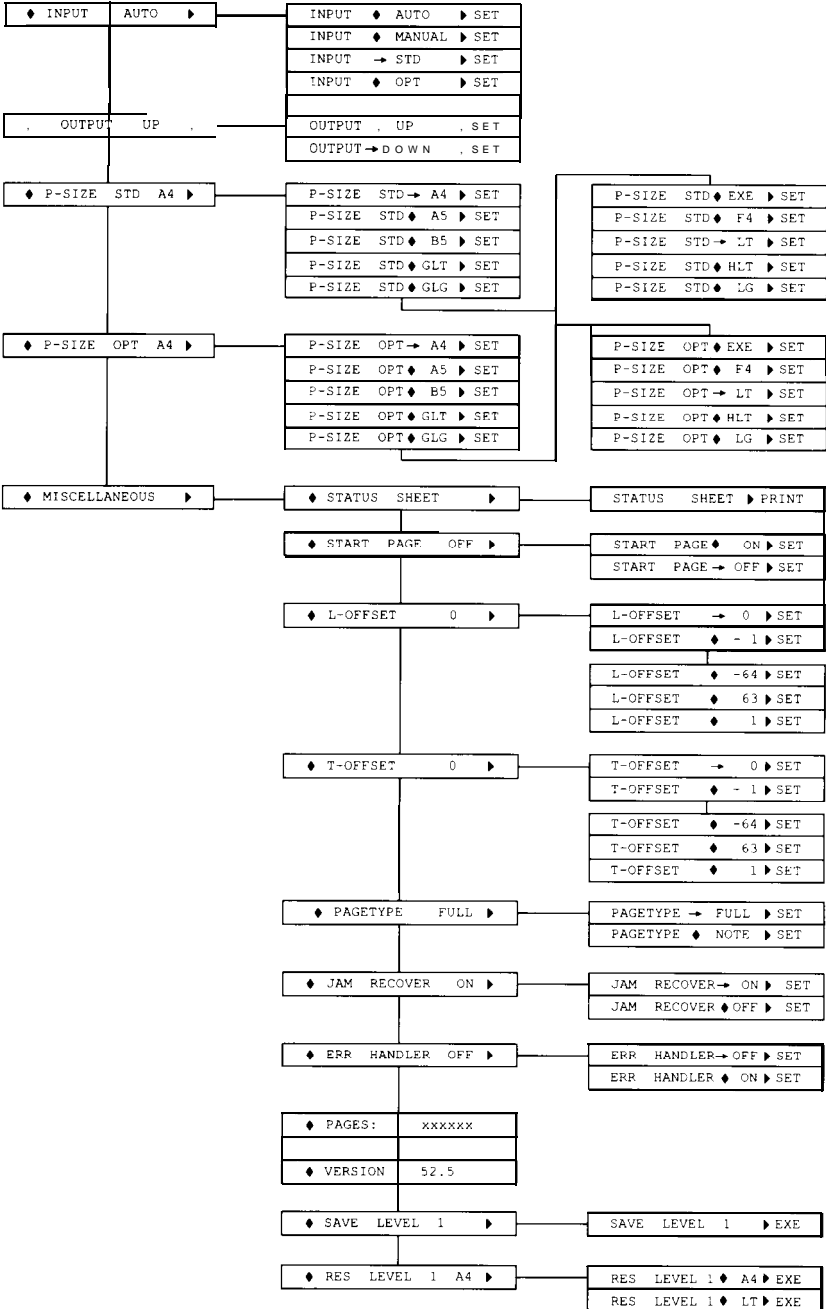 ♦ INPUT AUTO ▶
INPUT ♦ AUTO ▶ SET
INPUT ♦ MANUAL ▶ SET
INPUT → STD ▶ SET
INPUT ♦ OPT ▶ SET
. OUTPUT UP .
OUTPUT . UP . SET
OUTPUT → DOWN . SET
♦ P-SIZE STD A4 ▶
P-SIZE STD → A4 ▶ SET
P-SIZE STD ♦ A5 ▶ SET
P-SIZE STD ♦ B5 ▶ SET
P-SIZE STD ♦ GLT ▶ SET
P-SIZE STD ♦ GLG ▶ SET
P-SIZE STD ♦ EXE ▶ SET
P-SIZE STD ♦ F4 ▶ SET
P-SIZE STD → LT ▶ SET
P-SIZE STD ♦ HLT ▶ SET
P-SIZE STD ♦ LG ▶ SET
♦ P-SIZE OPT A4 ▶
P-SIZE OPT → A4 ▶ SET
P-SIZE OPT ♦ A5 ▶ SET
P-SIZE OPT ♦ B5 ▶ SET
P-SIZE OPT ♦ GLT ▶ SET
P-SIZE OPT ♦ GLG ▶ SET
P-SIZE OPT ♦ EXE ▶ SET
P-SIZE OPT ♦ F4 ▶ SET
P-SIZE OPT → LT ▶ SET
P-SIZE OPT ♦ HLT ▶ SET
P-SIZE OPT ♦ LG ▶ SET
♦ MISCELLANEOUS ▶
♦ STATUS SHEET ▶
STATUS SHEET ▶ PRINT
♦ START PAGE OFF ▶
START PAGE ♦ ON ▶ SET
START PAGE → OFF ▶ SET
♦ L-OFFSET 0 ▶
L-OFFSET → 0 ▶ SET
L-OFFSET ♦ - 1 ▶ SET
L-OFFSET ♦ -64 ▶ SET
L-OFFSET ♦ 63 ▶ SET
L-OFFSET ♦ 1 ▶ SET
♦ T-OFFSET 0 ▶
T-OFFSET → 0 ▶ SET
T-OFFSET ♦ - 1 ▶ SET
T-OFFSET ♦ -64 ▶ SET
T-OFFSET ♦ 63 ▶ SET
T-OFFSET ♦ 1 ▶ SET
♦ PAGETYPE FULL ▶
PAGETYPE → FULL ▶ SET
PAGETYPE ♦ NOTE ▶ SET
♦ JAM RECOVER ON ▶
JAM RECOVER → ON ▶ SET
JAM RECOVER ♦ OFF ▶ SET
♦ ERR HANDLER OFF ▶
ERR HANDLER → OFF ▶ SET
ERR HANDLER ♦ ON ▶ SET
♦ PAGES: xxxxxx
♦ VERSION 52.5
♦ SAVE LEVEL 1 ▶
SAVE LEVEL 1 ▶ EXE
♦ RES LEVEL 1 A4 ▶
RES LEVEL 1 ♦ A4 ▶ EXE
RES LEVEL 1 ♦ LT ▶ EXE